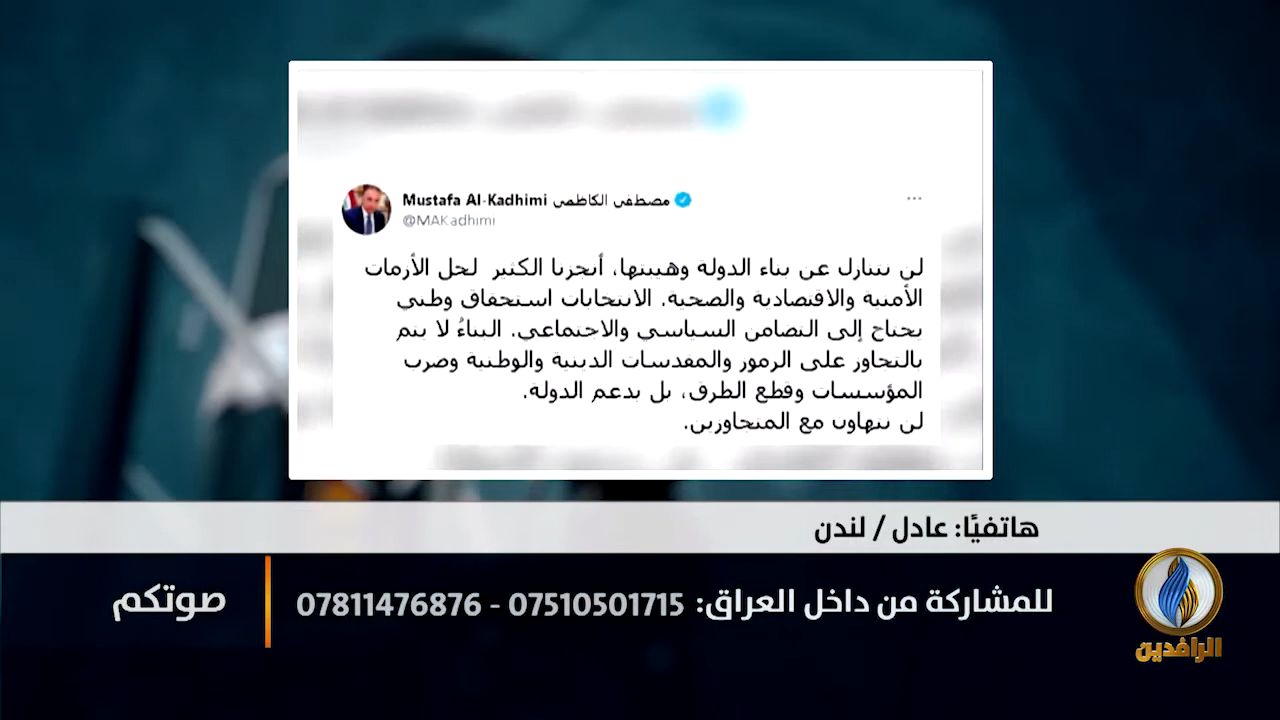 Mustafa Al-Kadhimi مصطفى الكاظمي
@MAKadhimi
لن نتنازل عن بناء الدولة وهيبتها، أنجزنا الكثير لحل الأزمات
الأمنية والاقتصادية والصحية. الانتخابات استحقاق وطني
يحتاج إلى التضامن السياسي والاجتماعي. البناءُ لا يتم
بالتجاوز على الرموز والمقدسات الدينية والوطنية وضرب
المؤسسات وقطع الطرق، بل بدعم الدولة.
لن نتهاون مع المتجاوزين.
هاتفيًا: عادل / لندن
للمشاركة من داخل العراق: 07510501715 - 07811476876
صوتكم
الرافدين